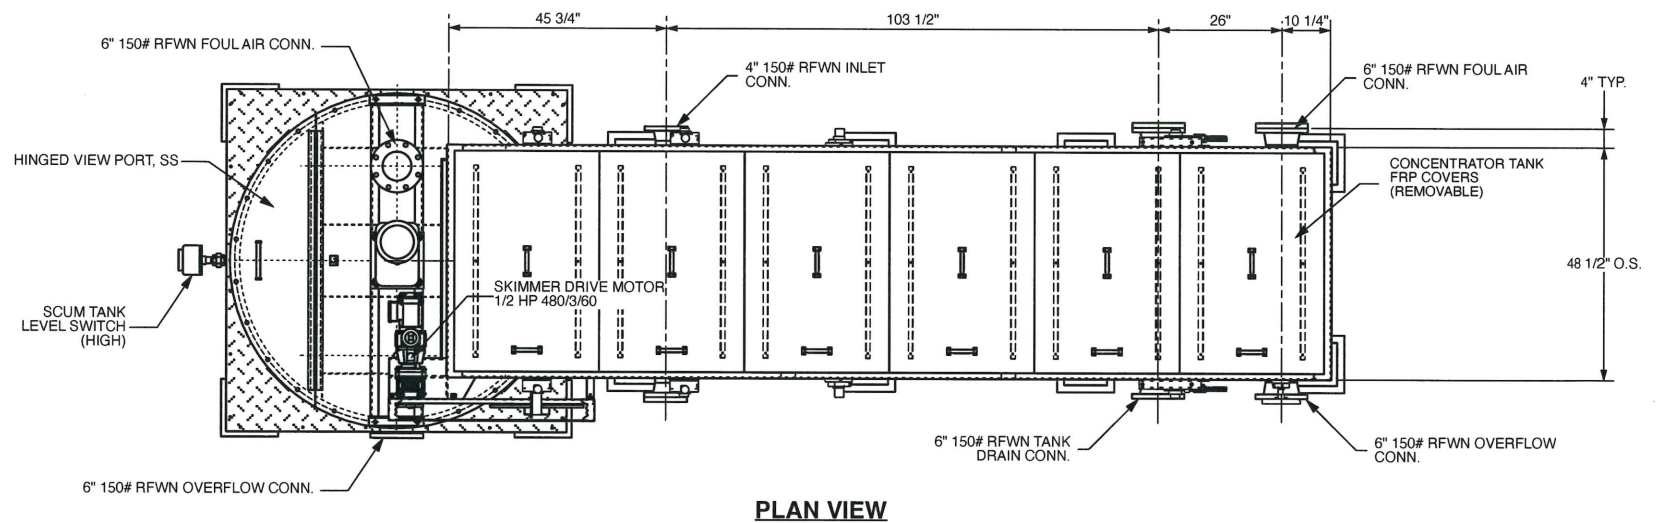 45 3/4"
103 1/2"
26"
10 1/4"
6" 150# RFWN FOUL AIR CONN.
4" 150# RFWN INLET
CONN.
6" 150# RFWN FOUL AIR
CONN.
4" TYP.
HINGED VIEW PORT, SS
CONCENTRATOR TANK
FRP COVERS
(REMOVABLE)
48 1/2" O.S.
SKIMMER DRIVE MOTOR
1/2 HP 480/3/60
SCUM TANK
LEVEL SWITCH
(HIGH)
6" 150# RFWN TANK
DRAIN CONN.
6" 150# RFWN OVERFLOW
CONN.
6" 150# RFWN OVERFLOW CONN.
PLAN VIEW